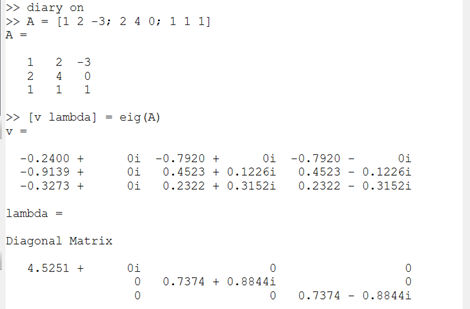 >> diary on
>> A = [1 2 -3; 2 4 0; 1 1 1]
A =
1 2 -3
2 4 0
1 1 1
>> [v lambda] = eig(A)
v =
-0.2400 + 0i -0.7920 + 0i -0.7920 - 0i
-0.9139 + 0i 0.4523 + 0.1226i 0.4523 - 0.1226i
-0.3273 + 0i 0.2322 + 0.3152i 0.2322 - 0.3152i
lambda =
Diagonal Matrix
4.5251 + 0i 0 0
0 0.7374 + 0.8844i 0
0 0 0.7374 - 0.8844i